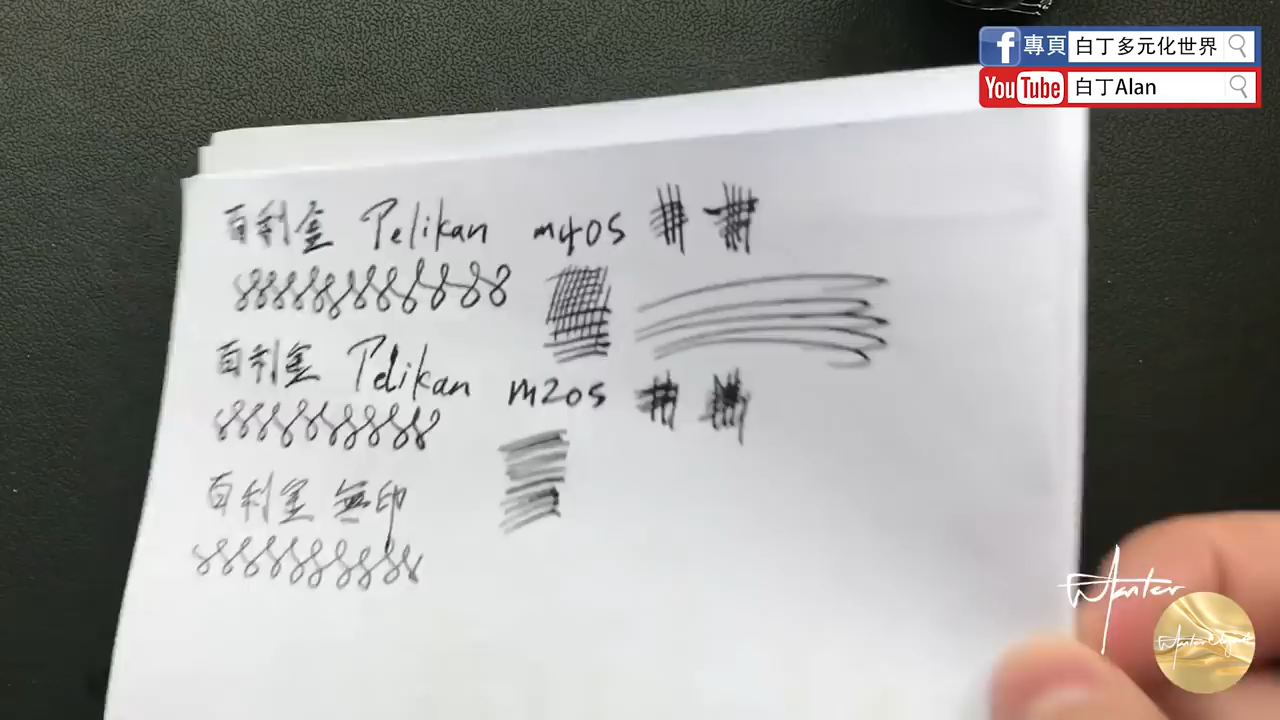 專頁 白丁多元化世界
YouTube 白丁Alan
百利金 Pelikan m405
百利金 Pelikan m205
百利金 無印